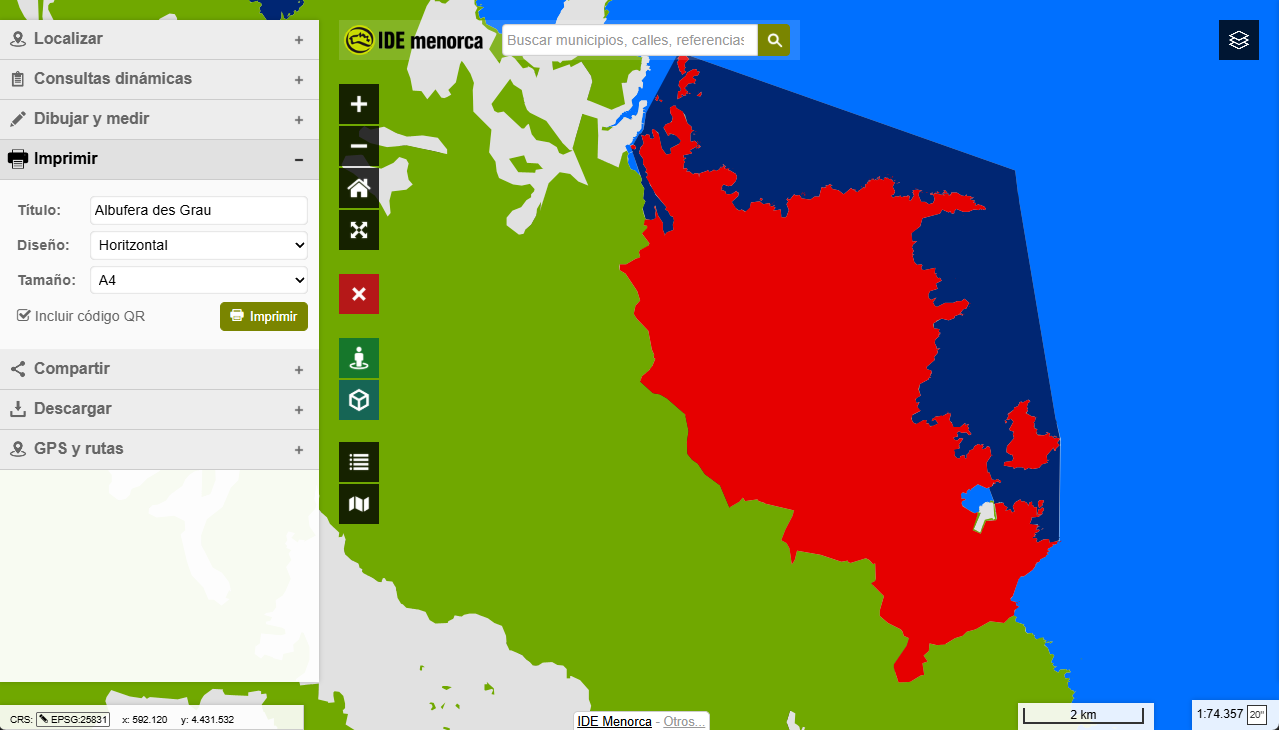 Localizar +
Consultas dinámicas +
Dibujar y medir +
Imprimir −
Título: Albufera des Grau
Diseño: Horitzontal
Tamaño: A4
Incluir código QR
Imprimir
Compartir +
Descargar +
GPS y rutas +
IDE menorca
Buscar municipios, calles, referencias
CRS: EPSG:25831 x: 592.120 y: 4.431.532
IDE Menorca - Otros...
2 km
1:74.357 20"